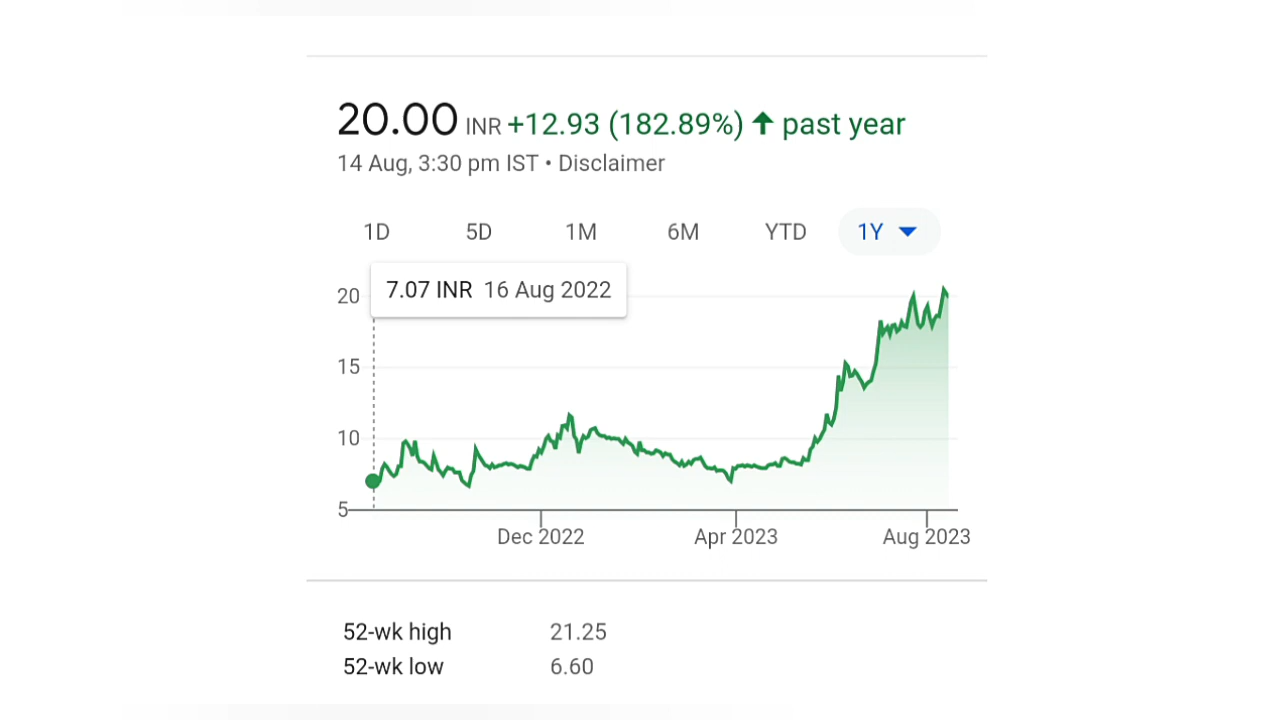 20.00 INR +12.93 (182.89%) ↑ past year
14 Aug, 3:30 pm IST • Disclaimer
1D 5D 1M 6M YTD 1Y
7.07 INR 16 Aug 2022
20
15
10
5
Dec 2022 Apr 2023 Aug 2023
52-wk high 21.25
52-wk low 6.60